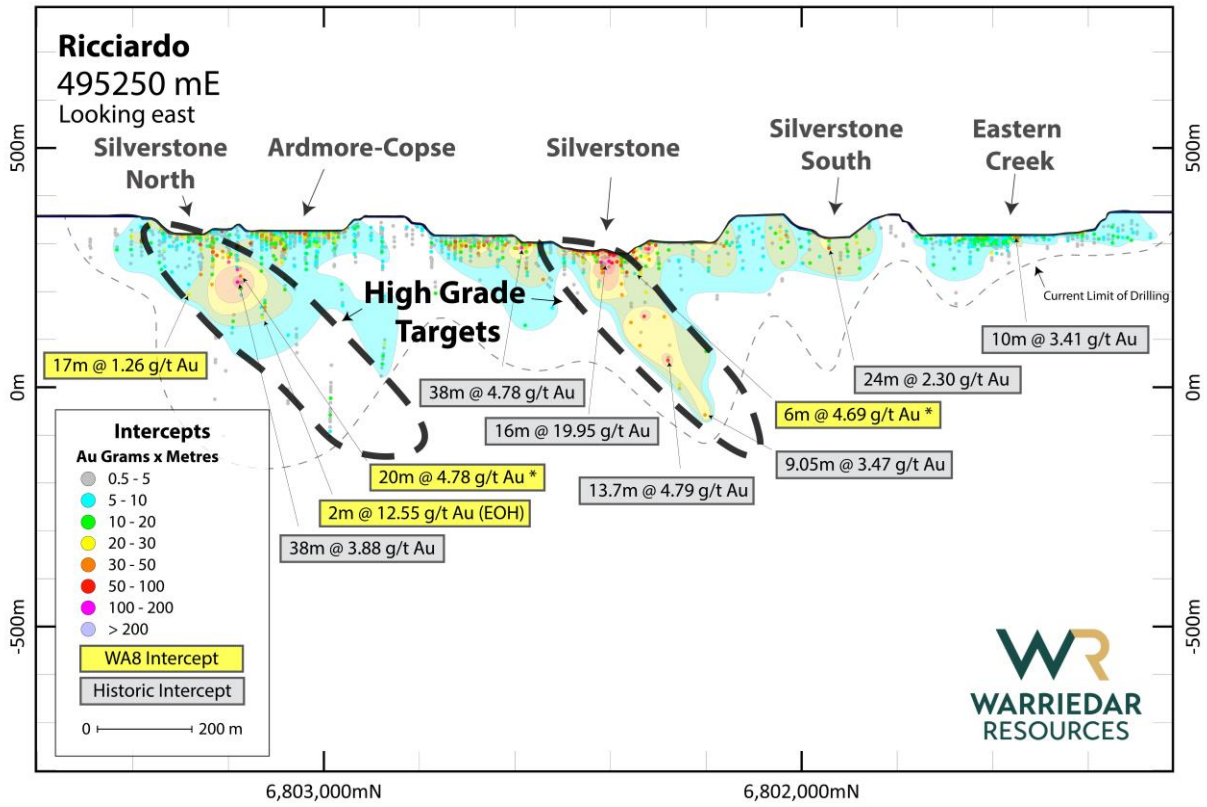 Ricciardo
495250 mE
Looking east
500m
500m
Silverstone
North
Ardmore-Copse
Silverstone
Silverstone
South
Eastern
Creek
High Grade
Targets
Current Limit of Drilling
0m
0m
17m @ 1.26 g/t Au
38m @ 4.78 g/t Au
16m @ 19.95 g/t Au
10m @ 3.41 g/t Au
24m @ 2.30 g/t Au
6m @ 4.69 g/t Au *
9.05m @ 3.47 g/t Au
13.7m @ 4.79 g/t Au
20m @ 4.78 g/t Au *
2m @ 12.55 g/t Au (EOH)
38m @ 3.88 g/t Au
Intercepts
Au Grams x Metres
0.5 - 5
5 - 10
10 - 20
20 - 30
30 - 50
50 - 100
100 - 200
> 200
WA8 Intercept
Historic Intercept
0 200 m
-500m
-500m
WR
WARRIEDAR
RESOURCES
6,803,000mN
6,802,000mN